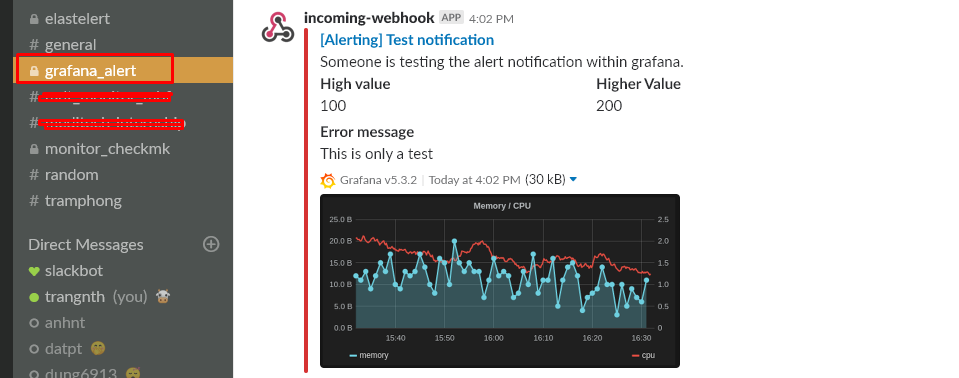 elastelert
# general
grafana_alert
#
#
monitor_checkmk
# random
# tramphong
Direct Messages
slackbot
trangnth (you)
anhnt
datpt
dung6913
incoming-webhook APP 4:02 PM
[Alerting] Test notification
Someone is testing the alert notification within grafana.
High value Higher Value
100 200
Error message
This is only a test
Grafana v5.3.2 | Today at 4:02 PM (30 kB)
Memory / CPU
25.0 B 2.5
20.0 B 2.0
15.0 B 1.5
10.0 B 1.0
5.0 B 0.5
0.0 B 0
15:40 15:50 16:00 16:10 16:20 16:30
memory cpu